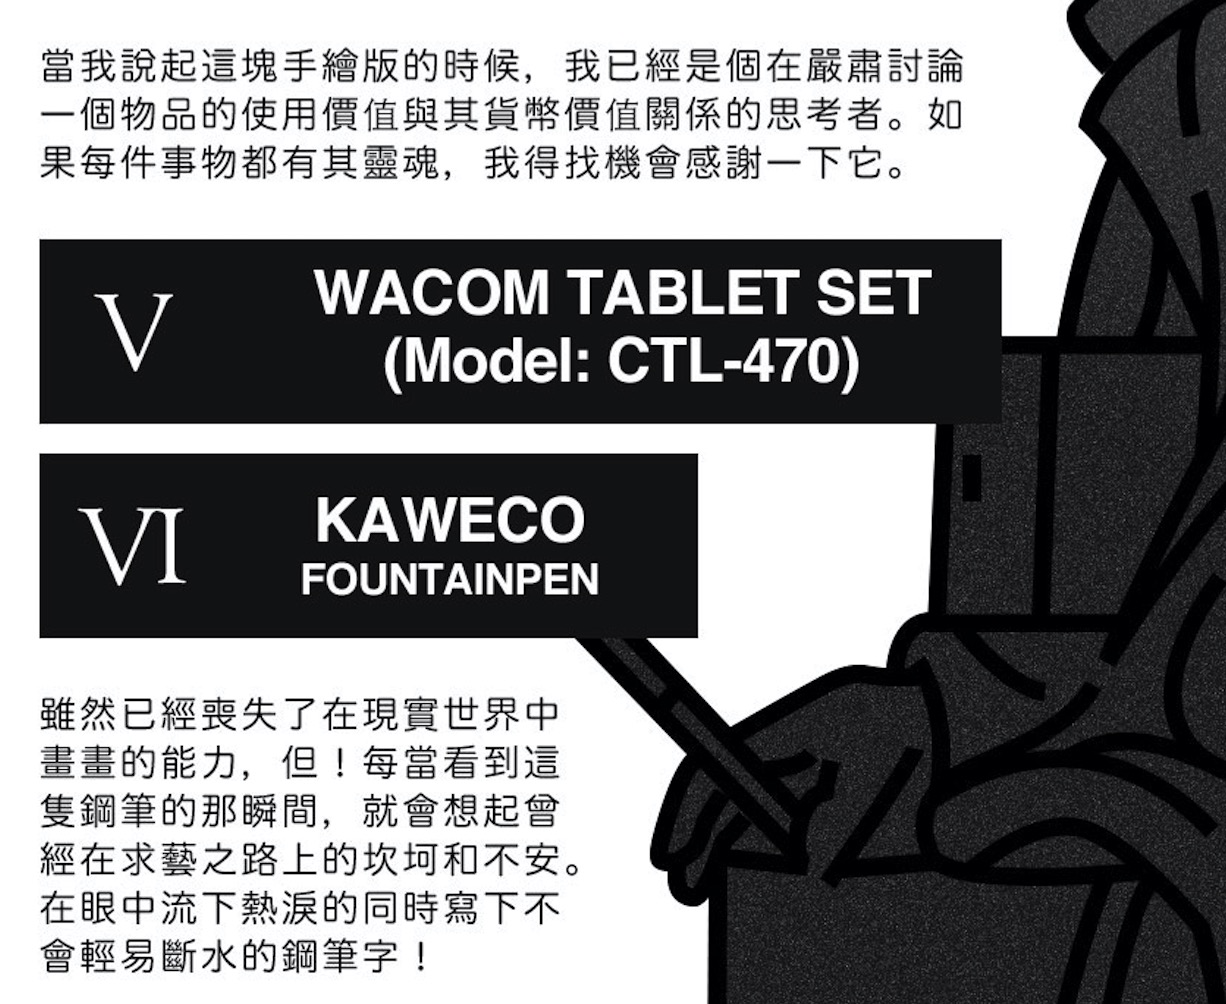 當我說起這塊手繪版的時候，我已經是個在嚴肅討論
一個物品的使用價值與其貨幣價值關係的思考者。如
果每件事物都有其靈魂，我得找機會感謝一下它。
V WACOM TABLET SET
(Model: CTL-470)
VI KAWECO
FOUNTAINPEN
雖然已經喪失了在現實世界中
畫畫的能力，但！每當看到這
隻鋼筆的那瞬間，就會想起曾
經在求藝之路上的坎坷和不安。
在眼中流下熱淚的同時寫下不
會輕易斷水的鋼筆字！